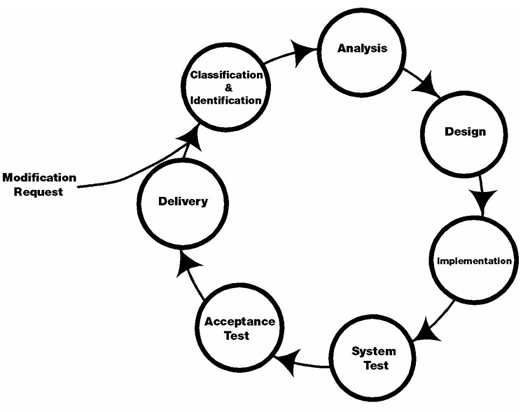 Analysis
Classification
&
Identification
Design
Modification
Request
Delivery
Implementation
Acceptance
Test
System
Test